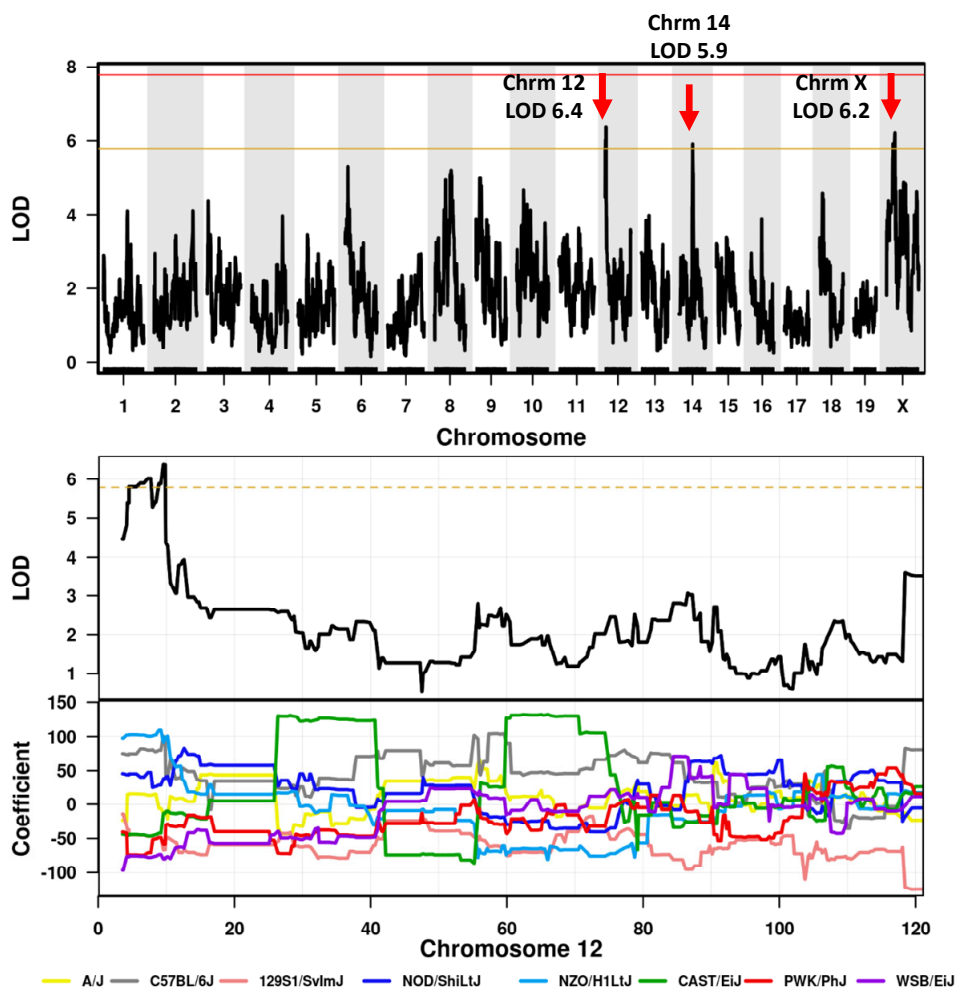 Chrm 14
LOD 5.9
Chrm 12
LOD 6.4
Chrm X
LOD 6.2
8
6
4
2
0
LOD
1 2 3 4 5 6 7 8 9 10 11 12 13 14 15 16 17 18 19 X
Chromosome
6
5
4
3
2
1
LOD
150
100
50
0
-50
-100
Coefficient
0 20 40 60 80 100 120
Chromosome 12
A/J C57BL/6J 129S1/SvlmJ NOD/ShiLtJ NZO/H1LtJ CAST/EiJ PWK/PhJ WSB/EiJ